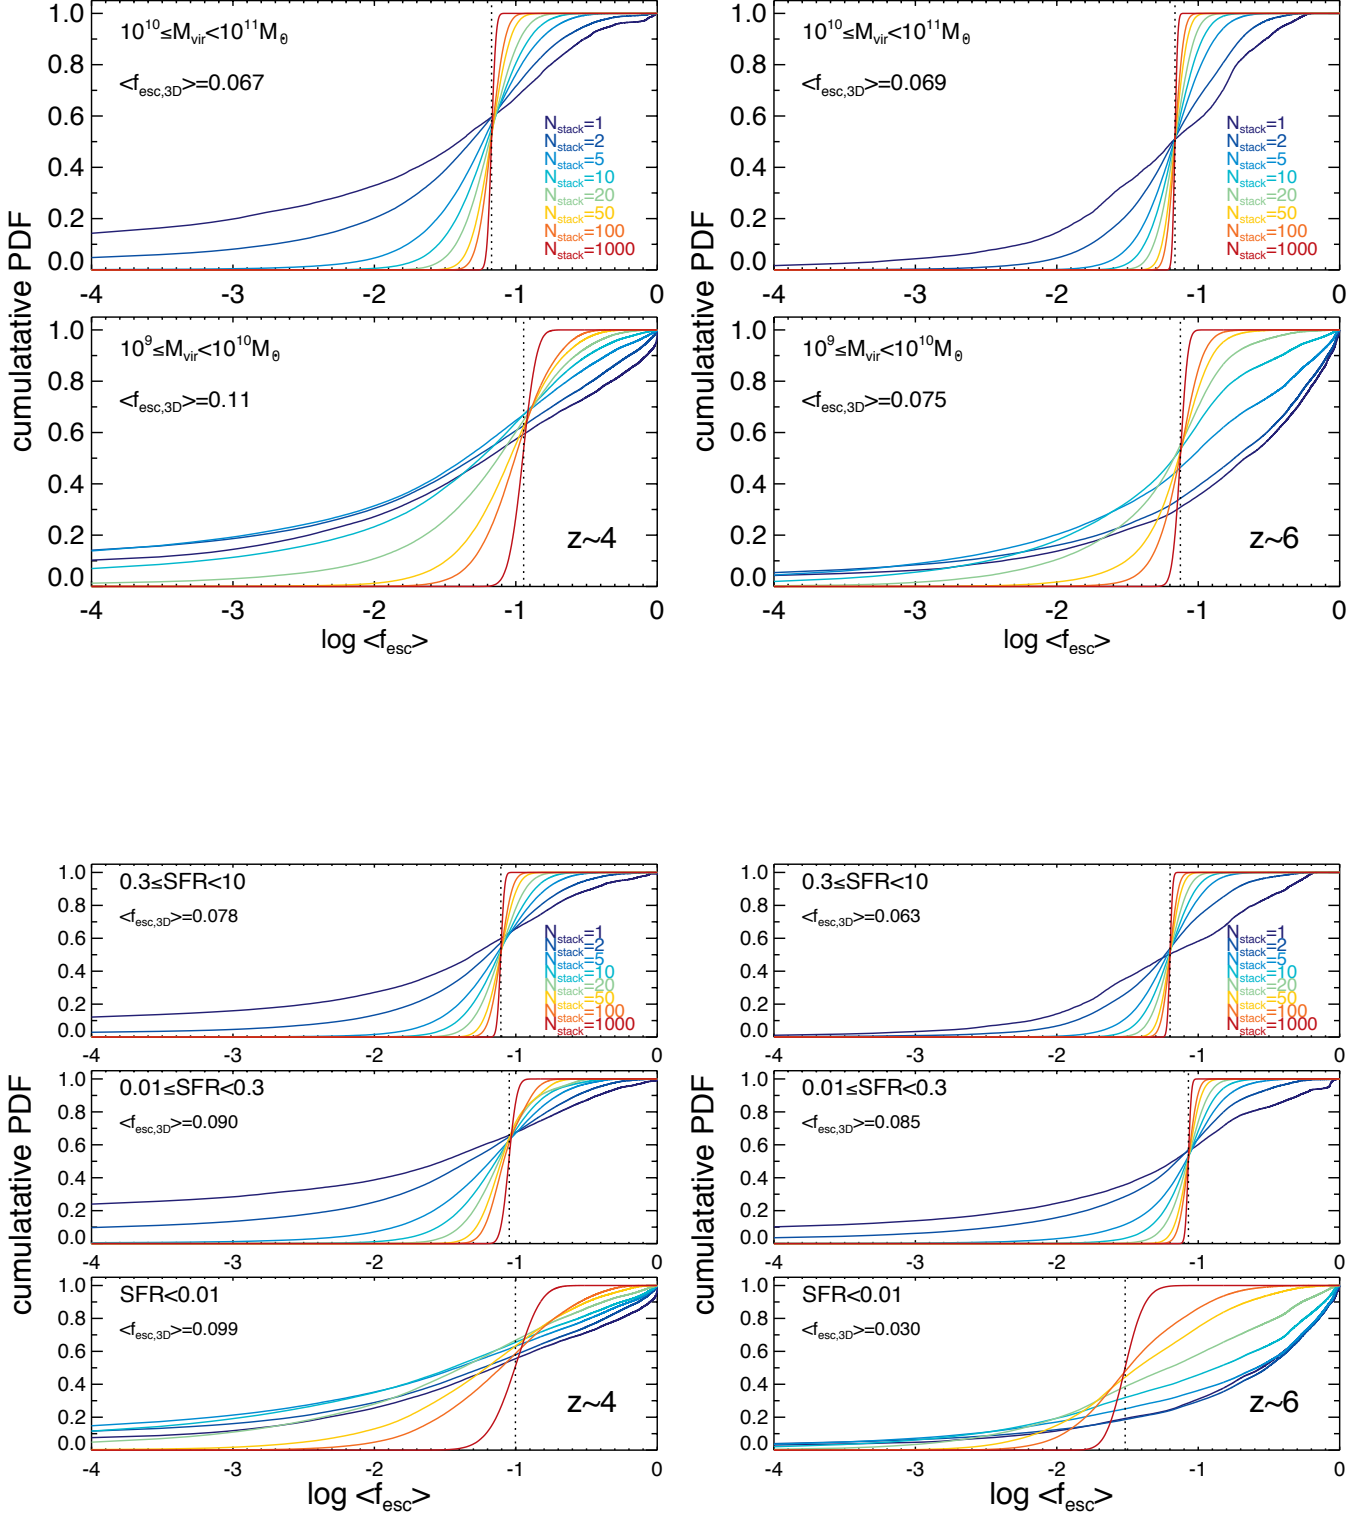 cumulatative PDF
1.0
0.8
0.6
0.4
0.2
0.0
10^10≤M_vir<10^11M_⊙
<f_esc,3D>=0.067
N_stack=1
N_stack=2
N_stack=5
N_stack=10
N_stack=20
N_stack=50
N_stack=100
N_stack=1000
-4 -3 -2 -1 0
1.0
0.8
0.6
0.4
0.2
0.0
10^9≤M_vir<10^10M_⊙
<f_esc,3D>=0.11
z~4
-4 -3 -2 -1 0
log <f_esc>
cumulatative PDF
1.0
0.8
0.6
0.4
0.2
0.0
10^10≤M_vir<10^11M_⊙
<f_esc,3D>=0.069
N_stack=1
N_stack=2
N_stack=5
N_stack=10
N_stack=20
N_stack=50
N_stack=100
N_stack=1000
-4 -3 -2 -1 0
1.0
0.8
0.6
0.4
0.2
0.0
10^9≤M_vir<10^10M_⊙
<f_esc,3D>=0.075
z~6
-4 -3 -2 -1 0
log <f_esc>
cumulatative PDF
1.0
0.8
0.6
0.4
0.2
0.0
0.3≤SFR<10
<f_esc,3D>=0.078
N_stack=1
N_stack=2
N_stack=5
N_stack=10
N_stack=20
N_stack=50
N_stack=100
N_stack=1000
-4 -3 -2 -1 0
1.0
0.8
0.6
0.4
0.2
0.0
0.01≤SFR<0.3
<f_esc,3D>=0.090
-4 -3 -2 -1 0
1.0
0.8
0.6
0.4
0.2
0.0
SFR<0.01
<f_esc,3D>=0.099
z~4
-4 -3 -2 -1 0
log <f_esc>
cumulatative PDF
1.0
0.8
0.6
0.4
0.2
0.0
0.3≤SFR<10
<f_esc,3D>=0.063
N_stack=1
N_stack=2
N_stack=5
N_stack=10
N_stack=20
N_stack=50
N_stack=100
N_stack=1000
-4 -3 -2 -1 0
1.0
0.8
0.6
0.4
0.2
0.0
0.01≤SFR<0.3
<f_esc,3D>=0.085
-4 -3 -2 -1 0
1.0
0.8
0.6
0.4
0.2
0.0
SFR<0.01
<f_esc,3D>=0.030
z~6
-4 -3 -2 -1 0
log <f_esc>